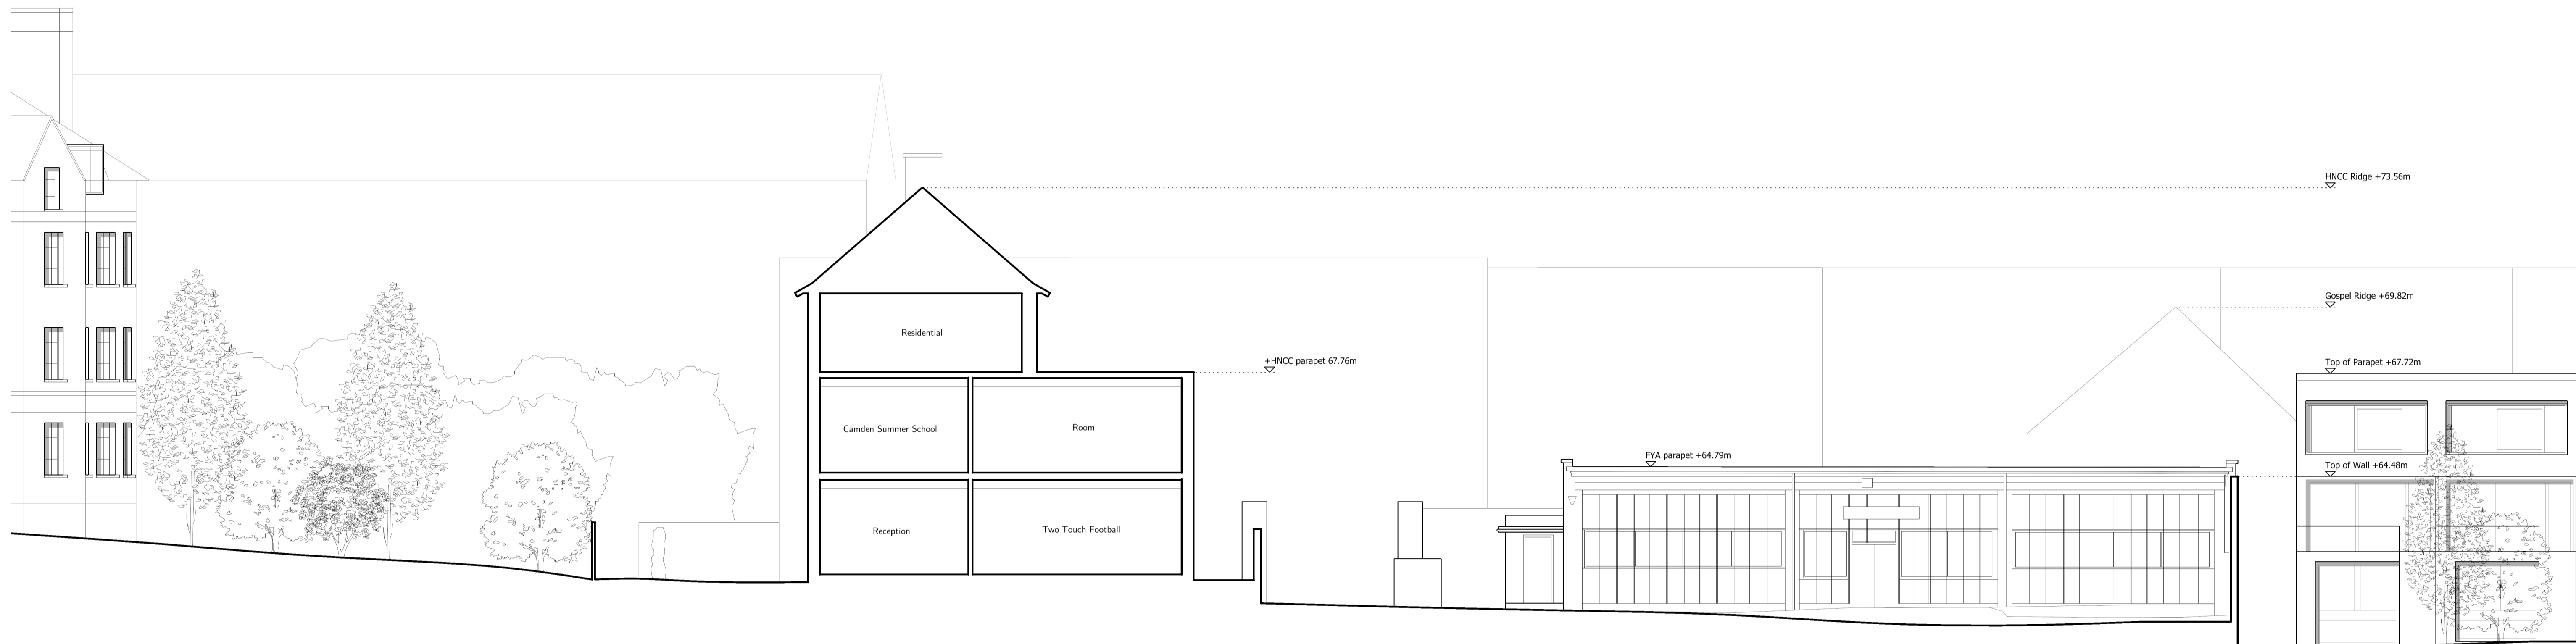 HNCC Ridge +73.56m
Gospel Ridge +69.82m
Residential
+HNCC parapet 67.76m
Top of Parapet +67.72m
Camden Summer School
Room
FYA parapet +64.79m
Top of Wall +64.48m
Reception
Two Touch Football